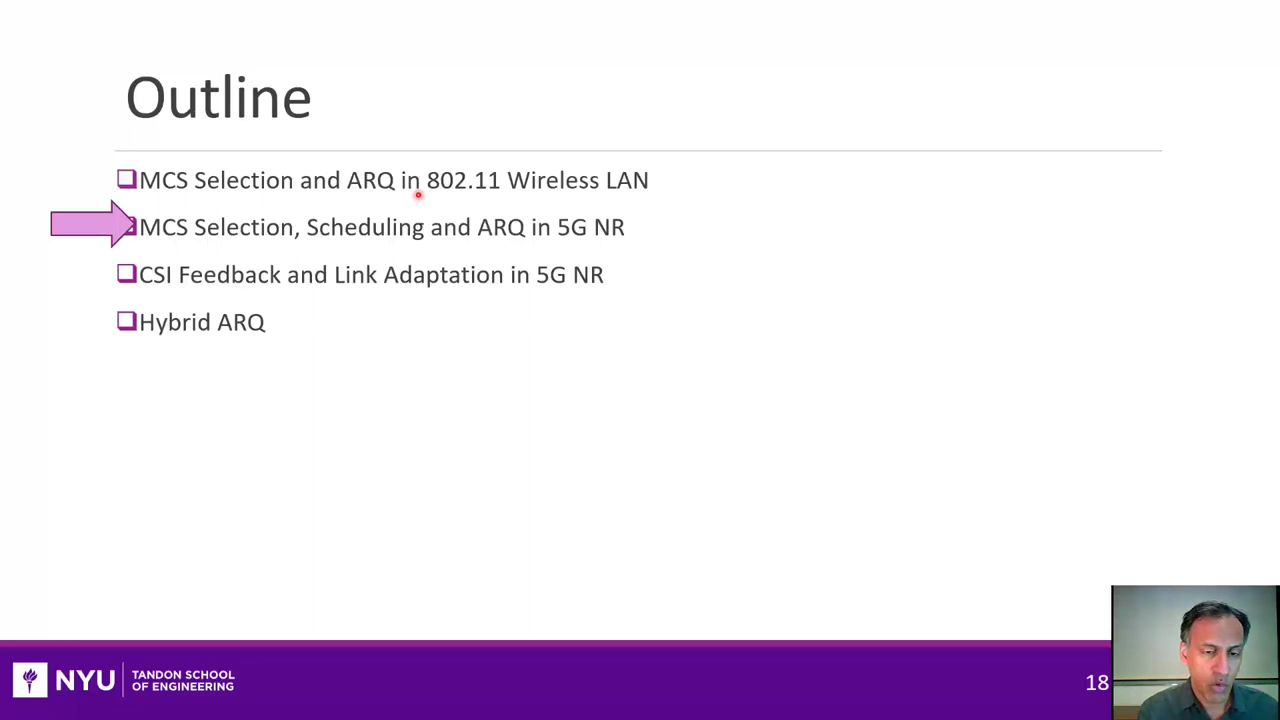 Outline
MCS Selection and ARQ in 802.11 Wireless LAN
MCS Selection, Scheduling and ARQ in 5G NR
CSI Feedback and Link Adaptation in 5G NR
Hybrid ARQ
NYU
TANDON SCHOOL
OF ENGINEERING
18